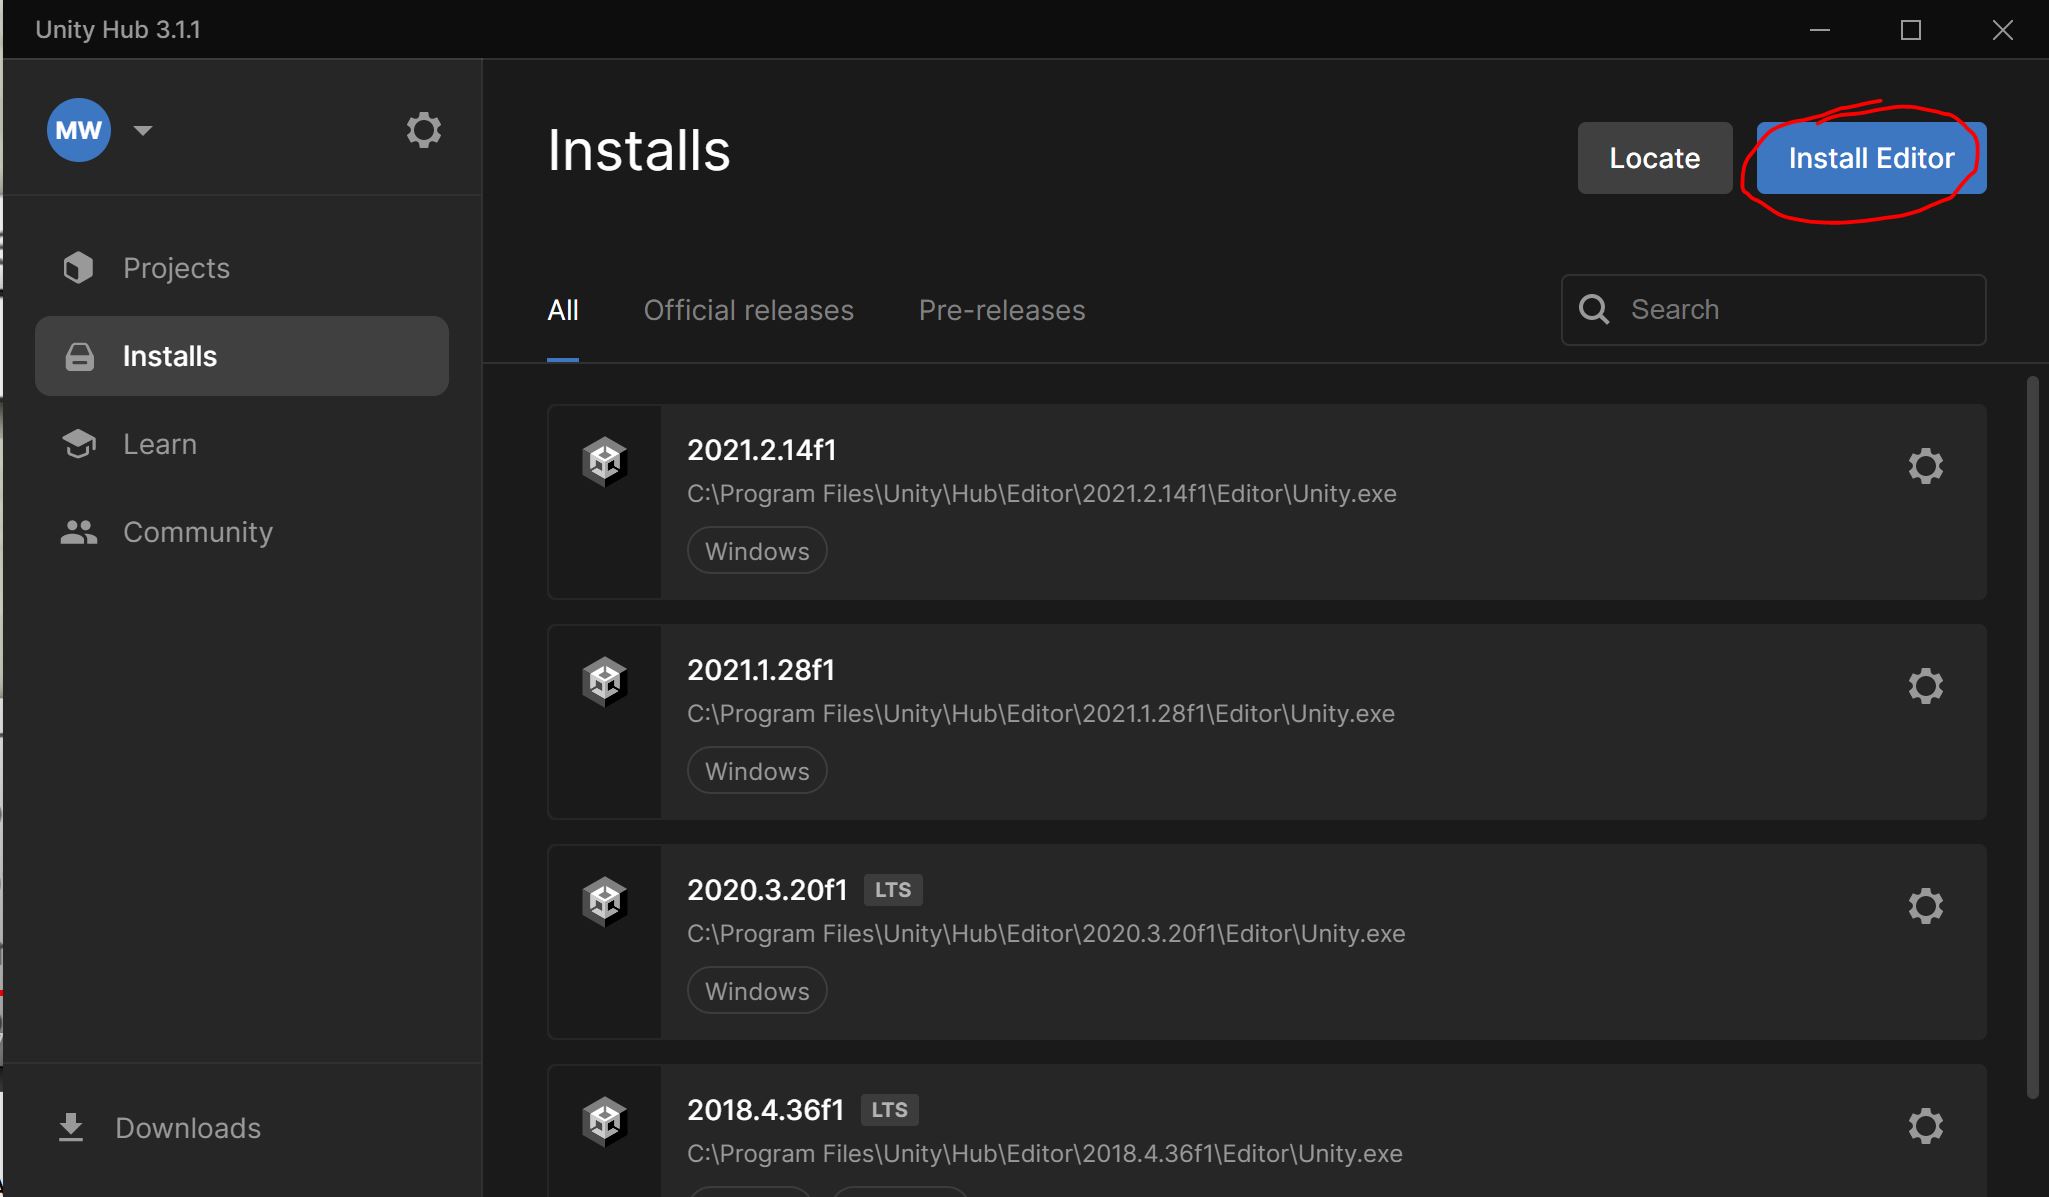 Unity Hub 3.1.1
MW
Installs
Locate
Install Editor
Projects
Installs
Learn
Community
Downloads
All
Official releases
Pre-releases
Search
2021.2.14f1
C:\Program Files\Unity\Hub\Editor\2021.2.14f1\Editor\Unity.exe
Windows
2021.1.28f1
C:\Program Files\Unity\Hub\Editor\2021.1.28f1\Editor\Unity.exe
Windows
2020.3.20f1 LTS
C:\Program Files\Unity\Hub\Editor\2020.3.20f1\Editor\Unity.exe
Windows
2018.4.36f1 LTS
C:\Program Files\Unity\Hub\Editor\2018.4.36f1\Editor\Unity.exe